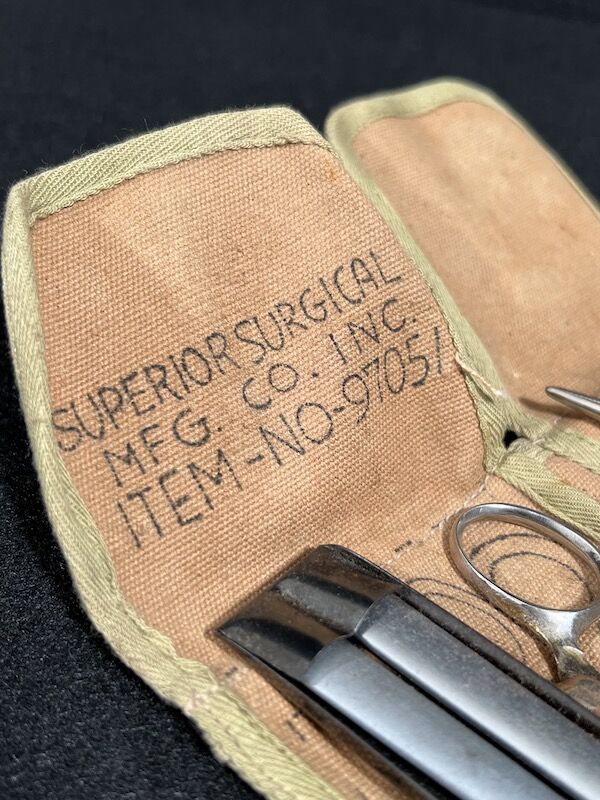 SUPERIOR SURGICAL
MFG. CO. INC.
ITEM-NO-97051